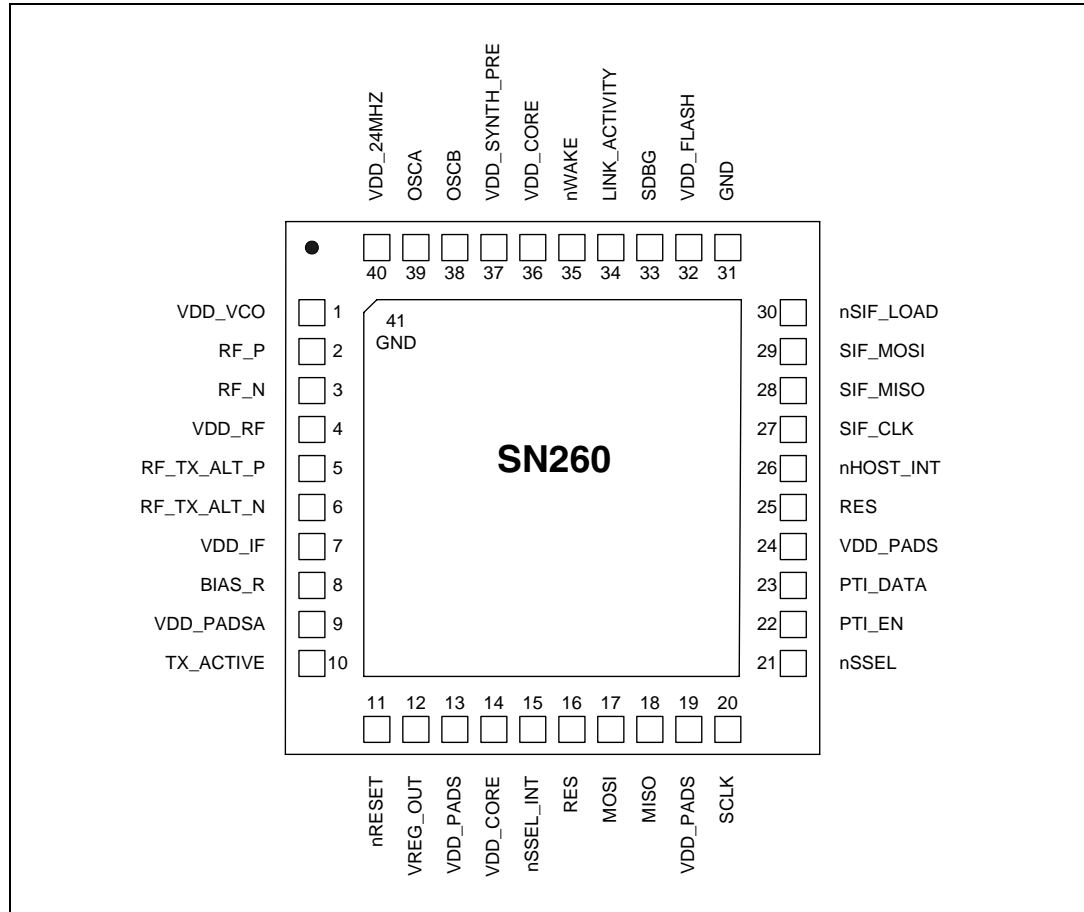 VDD_24MHZ
OSCA
OSCB
VDD_SYNTH_PRE
VDD_CORE
nWAKE
LINK_ACTIVITY
SDBG
VDD_FLASH
GND
40 39 38 37 36 35 34 33 32 31
VDD_VCO 1
RF_P 2
RF_N 3
VDD_RF 4
RF_TX_ALT_P 5
RF_TX_ALT_N 6
VDD_IF 7
BIAS_R 8
VDD_PADSA 9
TX_ACTIVE 10
41
GND
SN260
30 nSIF_LOAD
29 SIF_MOSI
28 SIF_MISO
27 SIF_CLK
26 nHOST_INT
25 RES
24 VDD_PADS
23 PTI_DATA
22 PTI_EN
21 nSSEL
11 12 13 14 15 16 17 18 19 20
nRESET
VREG_OUT
VDD_PADS
VDD_CORE
nSSEL_INT
RES
MOSI
MISO
VDD_PADS
SCLK